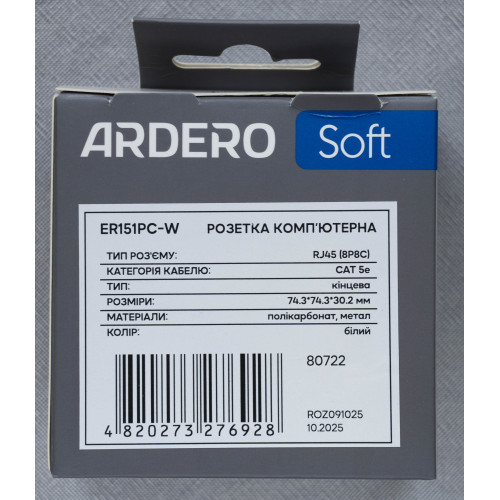 ARDERO Soft
ER151PC-W РОЗЕТКА КОМП'ЮТЕРНА
ТИП РОЗ'ЄМУ: RJ45 (8P8C)
КАТЕГОРІЯ КАБЕЛЮ: CAT 5e
ТИП: кінцева
РОЗМІРИ: 74.3*74.3*30.2 мм
МАТЕРІАЛИ: полікарбонат, метал
КОЛІР: білий
80722
ROZ091025
10.2025
4 820273 276928